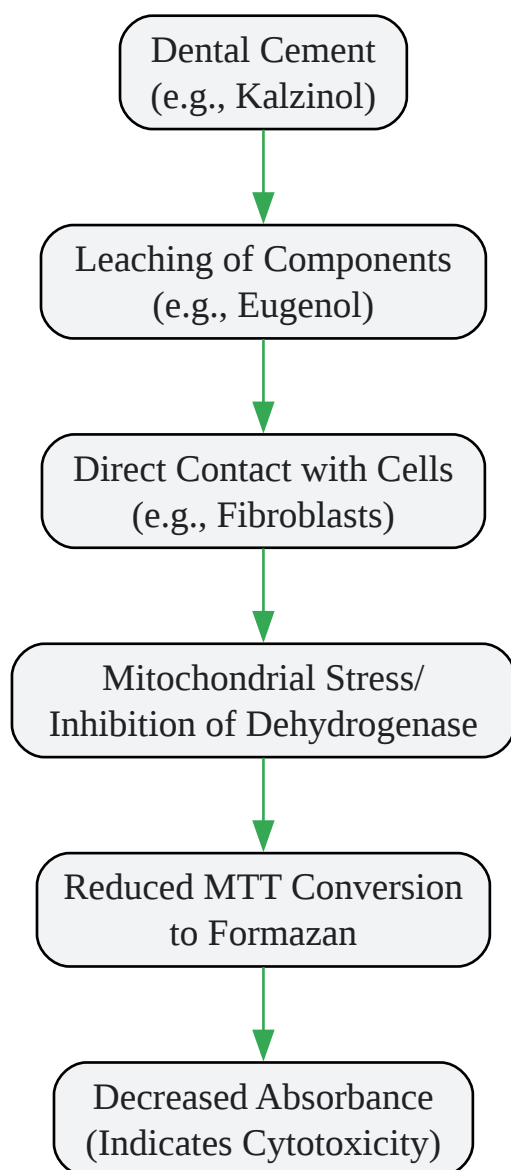 Dental Cement
(e.g., Kalzinol)
Leaching of Components
(e.g., Eugenol)
Direct Contact with Cells
(e.g., Fibroblasts)
Mitochondrial Stress/
Inhibition of Dehydrogenase
Reduced MTT Conversion
to Formazan
Decreased Absorbance
(Indicates Cytotoxicity)